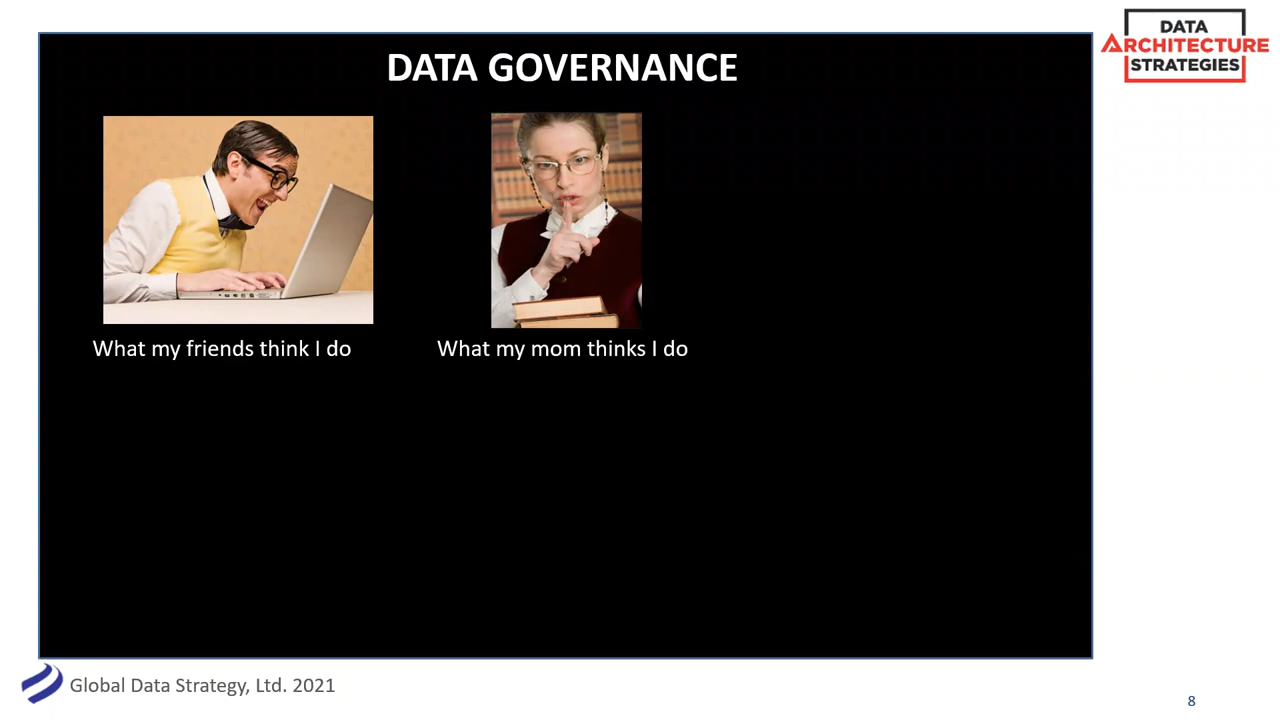 DATA
ARCHITECTURE
STRATEGIES
DATA GOVERNANCE
What my friends think I do
What my mom thinks I do
Global Data Strategy, Ltd. 2021
8